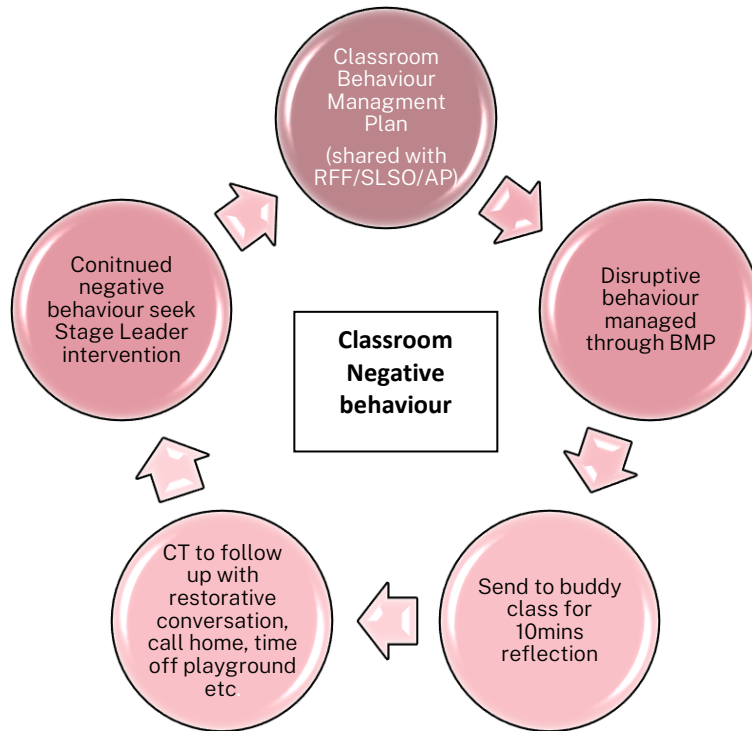 Classroom
Behaviour
Managment
Plan
(shared with
RFF/SLSO/AP)
Disruptive
behaviour
managed
through BMP
Send to buddy
class for
10mins
reflection
CT to follow
up with
restorative
conversation,
call home, time
off playground
etc.
Conitnued
negative
behaviour seek
Stage Leader
intervention
Classroom
Negative
behaviour